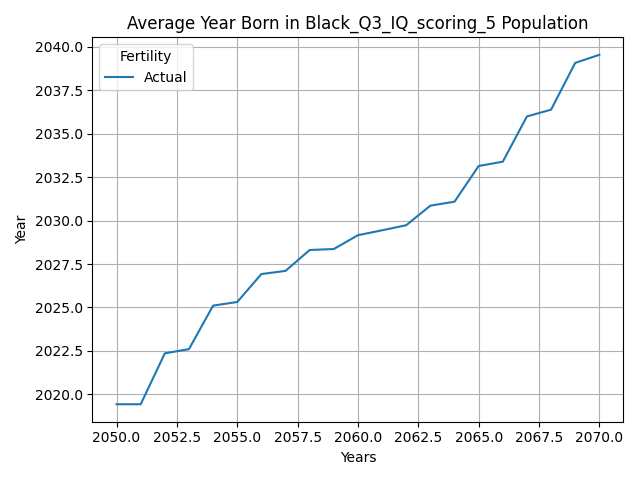 Average Year Born in Black_Q3_IQ_scoring_5 Population
Fertility
Actual
2040.0
2037.5
2035.0
2032.5
2030.0
2027.5
2025.0
2022.5
2020.0
Year
2050.0 2052.5 2055.0 2057.5 2060.0 2062.5 2065.0 2067.5 2070.0
Years